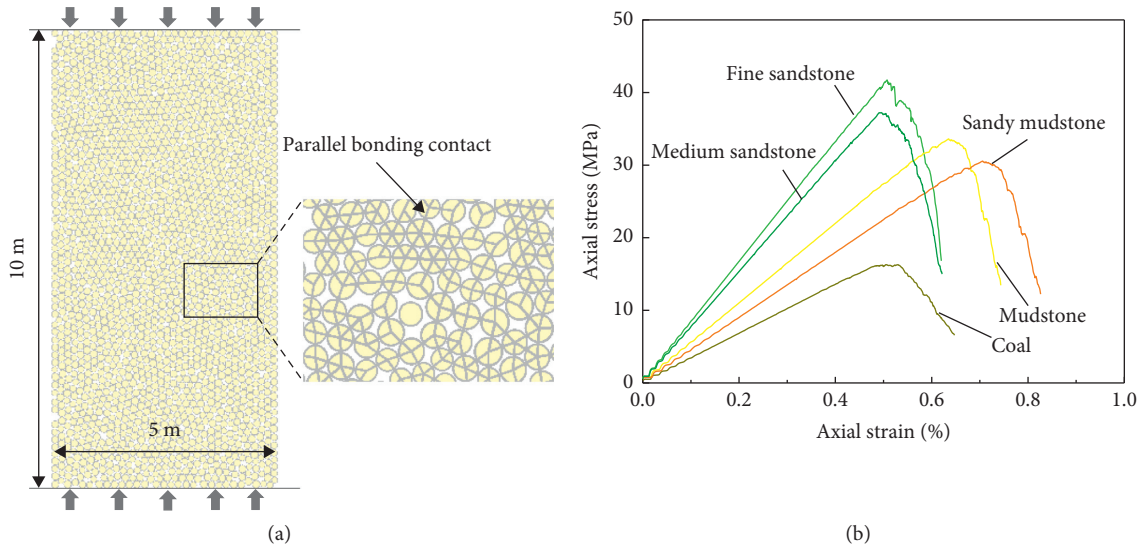 10 m
5 m
Parallel bonding contact
(a)
Axial stress (MPa)
50
40
30
20
10
0
Fine sandstone
Medium sandstone
Sandy mudstone
Mudstone
Coal
0.0
0.2
0.4
0.6
0.8
1.0
Axial strain (%)
(b)